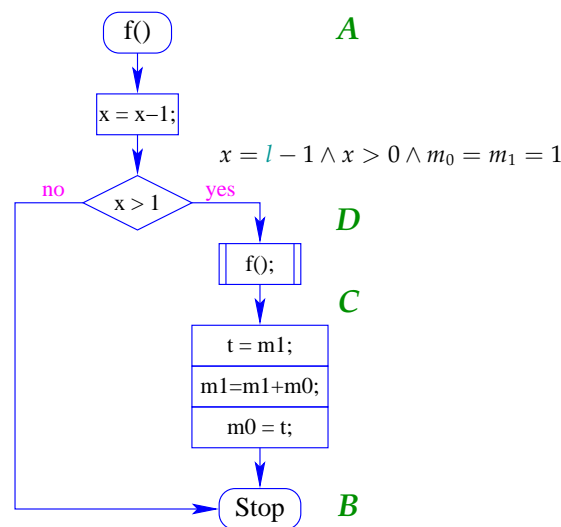 f() A
x = x−1;
x = l − 1 ∧ x > 0 ∧ m₀ = m₁ = 1
no x > 1 yes
D
f();
C
t = m1;
m1=m1+m0;
m0 = t;
Stop B